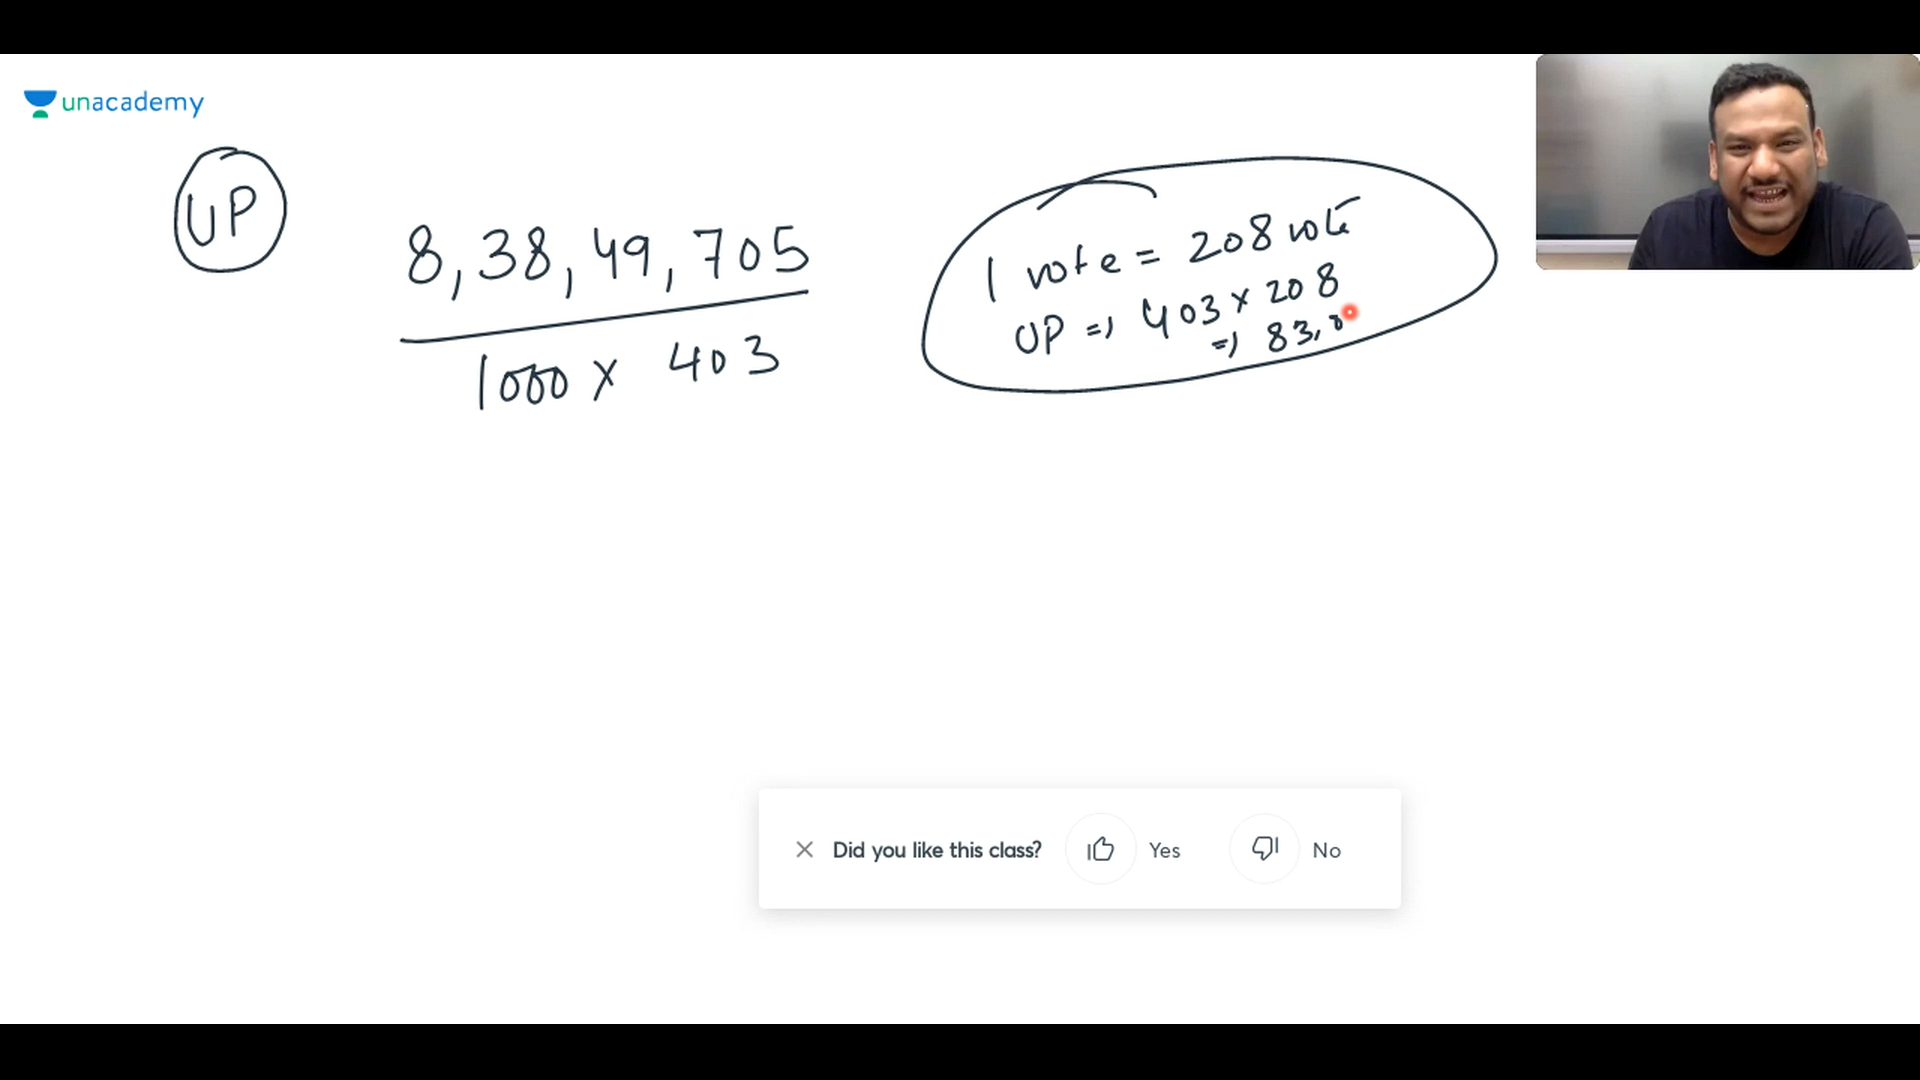 unacademy
UP
8,38,49,705
1000 x 403
1 vote = 208 vote
UP => 403 x 208
=> 83,8
Did you like this class? Yes No